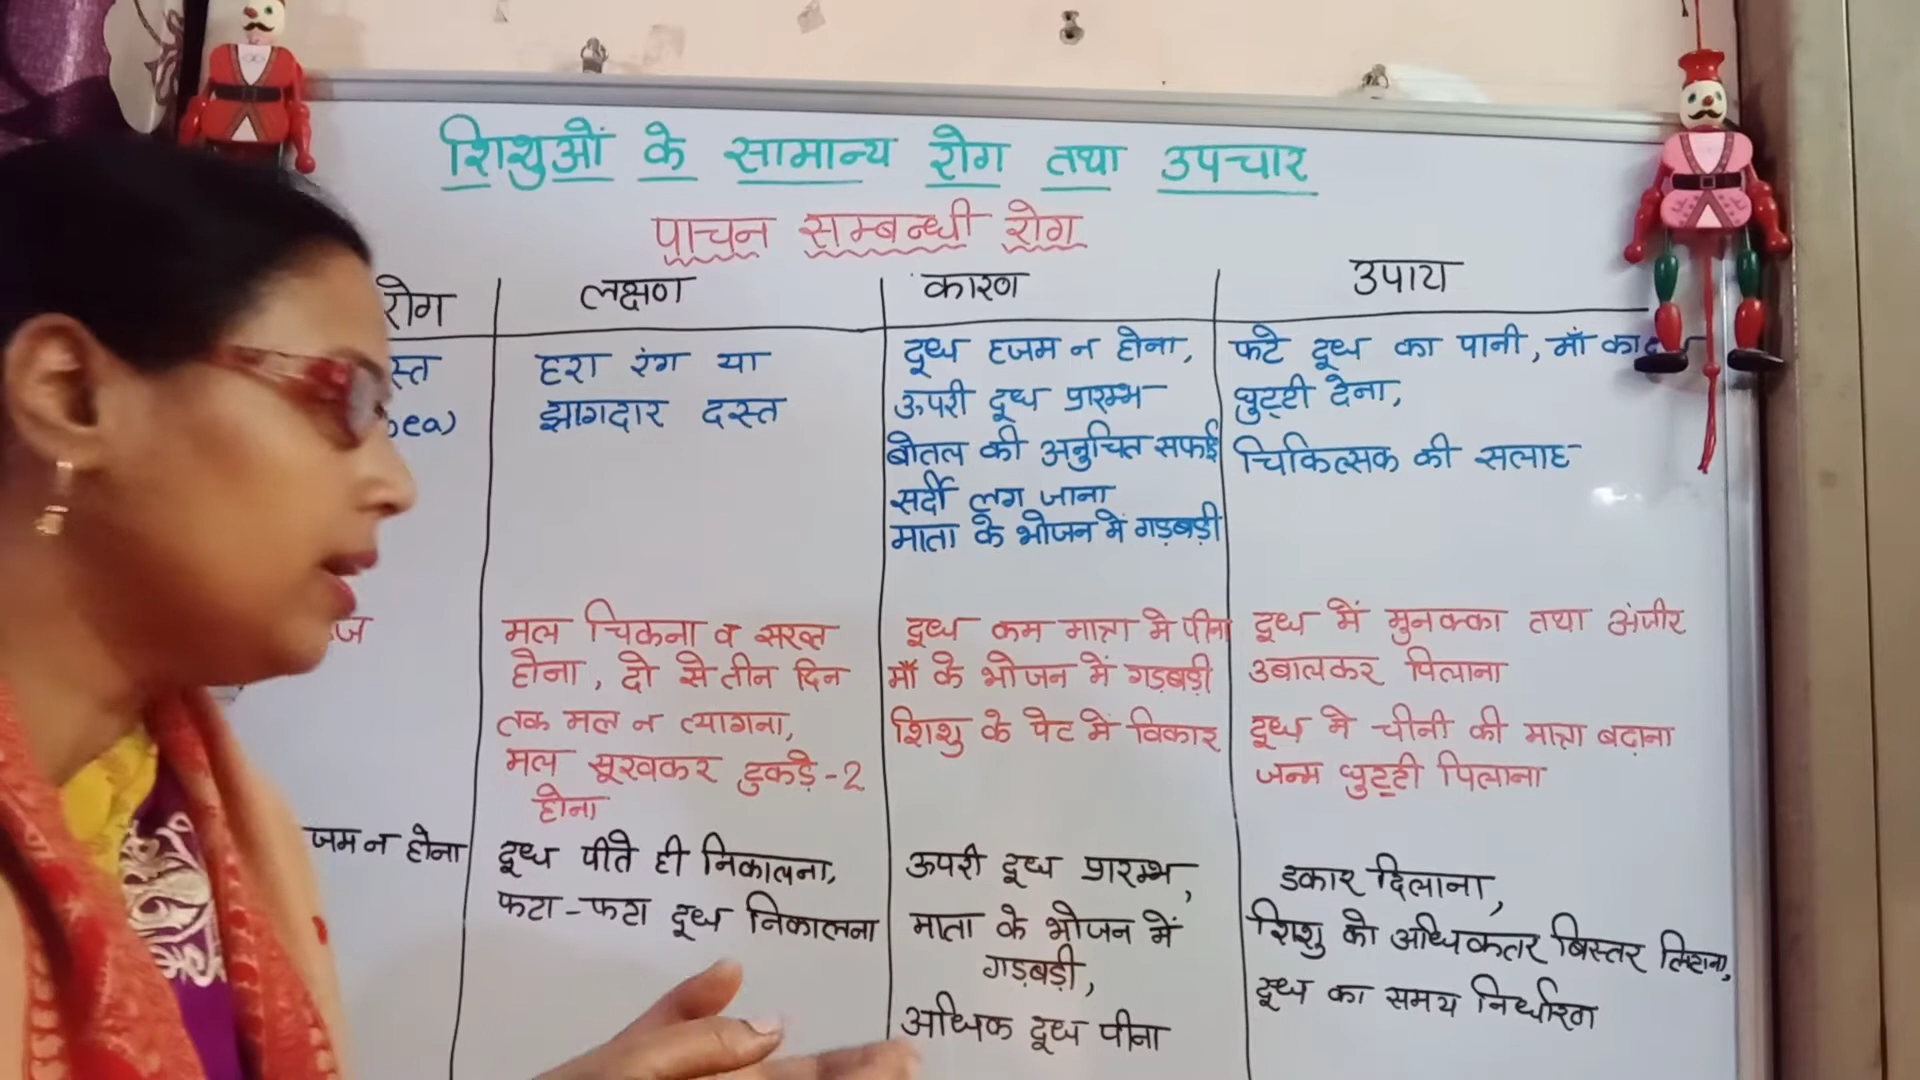 शिशुओं के सामान्य रोग तथा उपचार
पाचन सम्बन्धी रोग
रोग लक्षण कारण उपाय
स्त
ea)
हरा रंग या
झागदार दस्त
दूध हजम न होना,
ऊपरी दूध प्रारम्भ
बोतल की अनुचित सफाई
सर्दी लग जाना
माता के भोजन में गड़बड़ी
फटे दूध का पानी, माँ का
घुट्टी देना,
चिकित्सक की सलाह
ज
मल चिकना व सख्त
होना, दो से तीन दिन
तक मल न त्यागना,
मल सूखकर टुकड़े-2
होना
दूध कम मात्रा मे पीना
माँ के भोजन में गड़बड़ी
शिशु के पेट में विकार
दूध में मुनक्का तथा अंजीर
उबालकर पिलाना
दूध मे चीनी की मात्रा बढ़ाना
जन्म घुट्टी पिलाना
जम न होना
दूध पीते ही निकालना,
फटा-फटा दूध निकालना
ऊपरी दूध प्रारम्भ,
माता के भोजन में
गड़बड़ी,
अधिक दूध पीना
डकार दिलाना,
शिशु को अधिकतर बिस्तर लिटाना,
दूध का समय निर्धारण